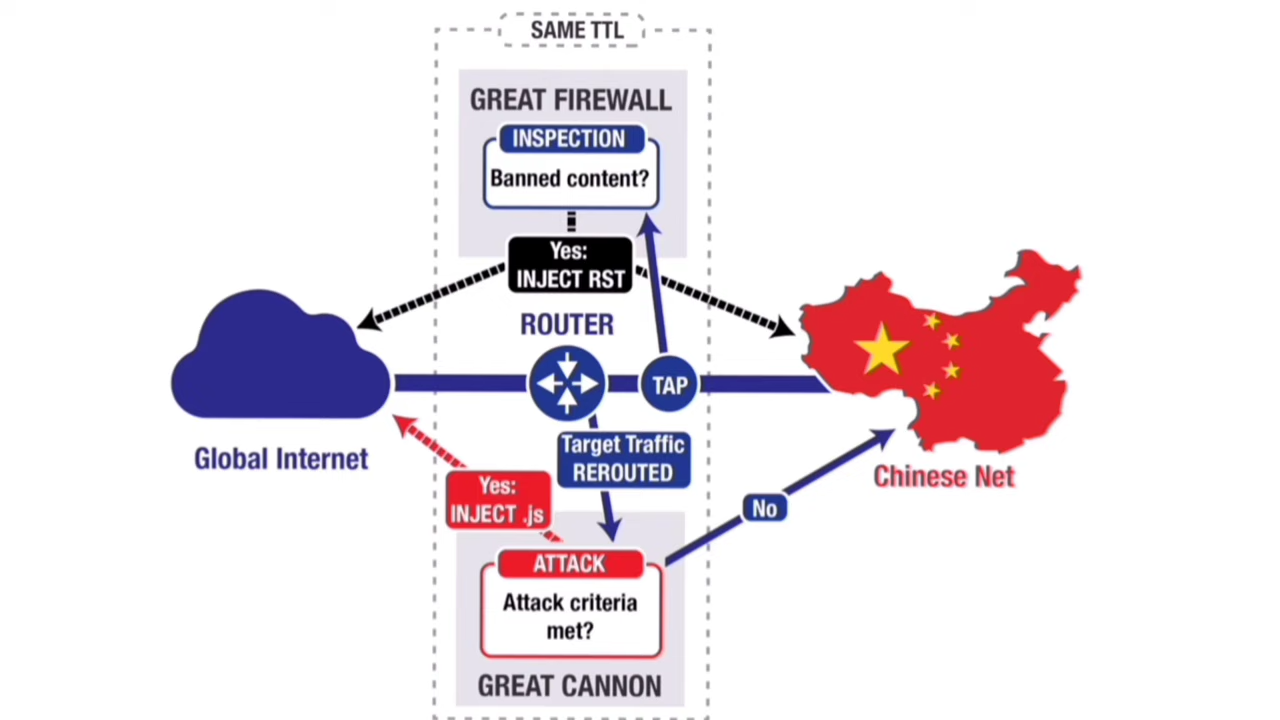 SAME TTL
GREAT FIREWALL
INSPECTION
Banned content?
Yes:
INJECT RST
ROUTER
TAP
Target Traffic
REROUTED
Global Internet
Chinese Net
Yes:
INJECT .js
No
ATTACK
Attack criteria
met?
GREAT CANNON